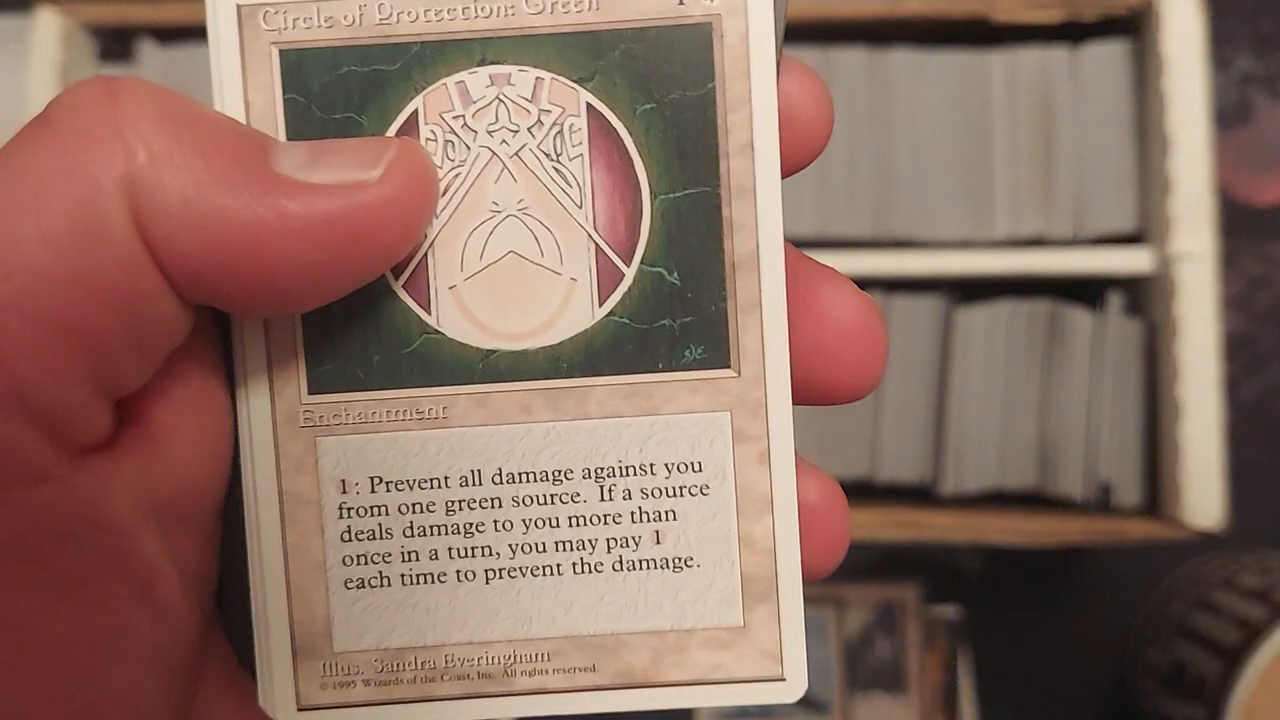 Circle of Protection: Green
Enchantment
1: Prevent all damage against you
from one green source. If a source
deals damage to you more than
once in a turn, you may pay 1
each time to prevent the damage.
Illus. Sandra Everingham
© 1995 Wizards of the Coast, Inc. All rights reserved.